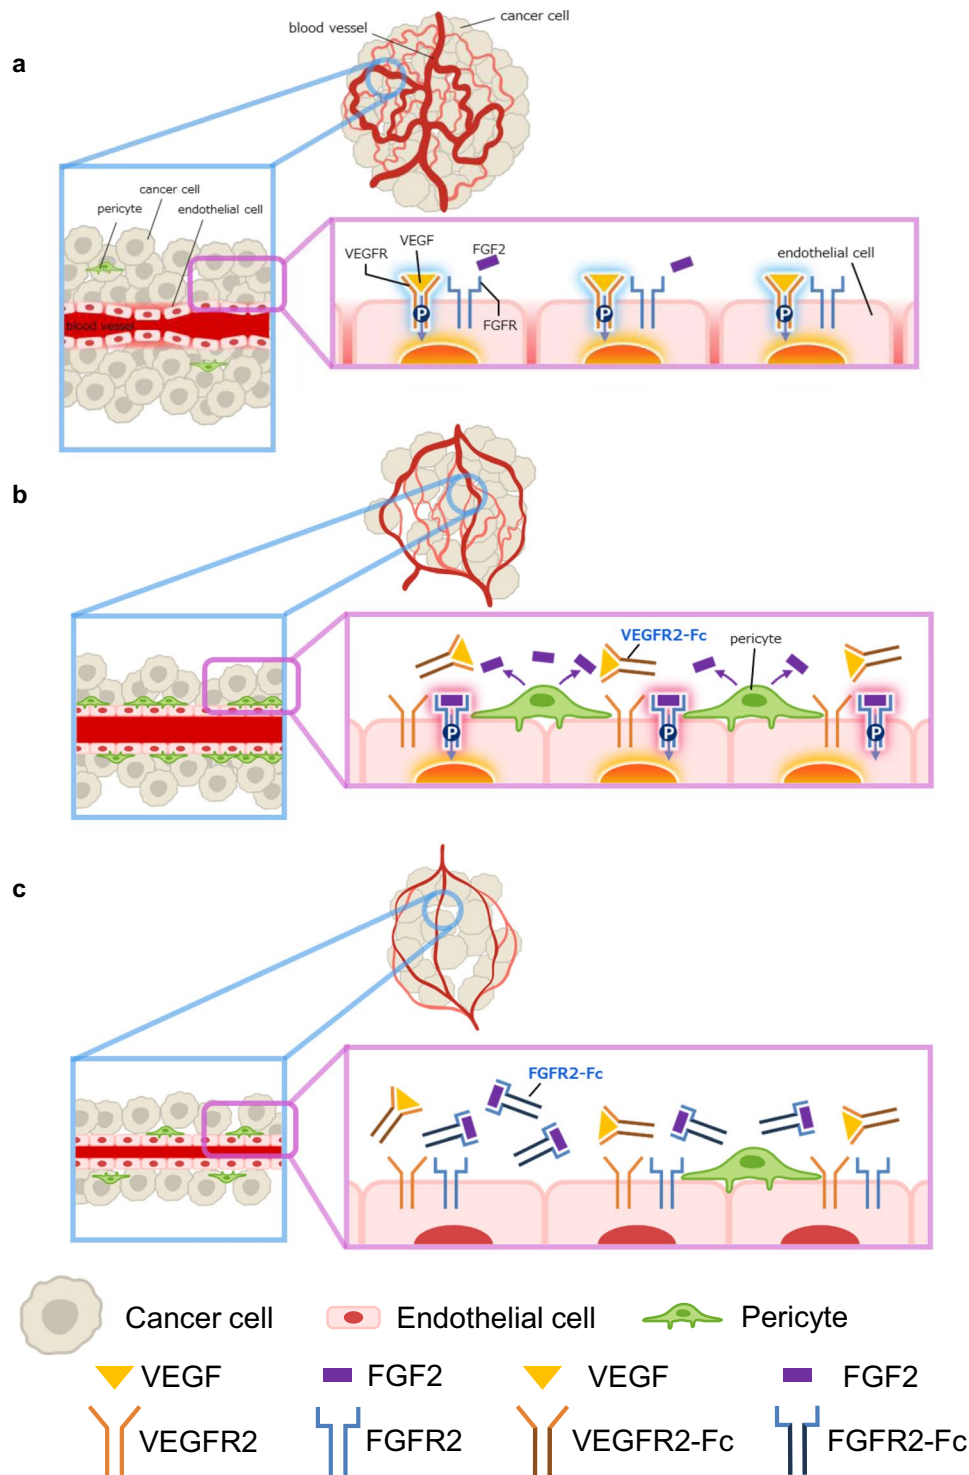 a
blood vessel
cancer cell
cancer cell
pericyte
endothelial cell
blood vessel
VEGFR
VEGF
FGF2
endothelial cell
P
P
P
FGFR
b
VEGFR2-Fc
pericyte
P
P
P
c
FGFR2-Fc
Cancer cell
Endothelial cell
Pericyte
VEGF
FGF2
VEGF
FGF2
VEGFR2
FGFR2
VEGFR2-Fc
FGFR2-Fc